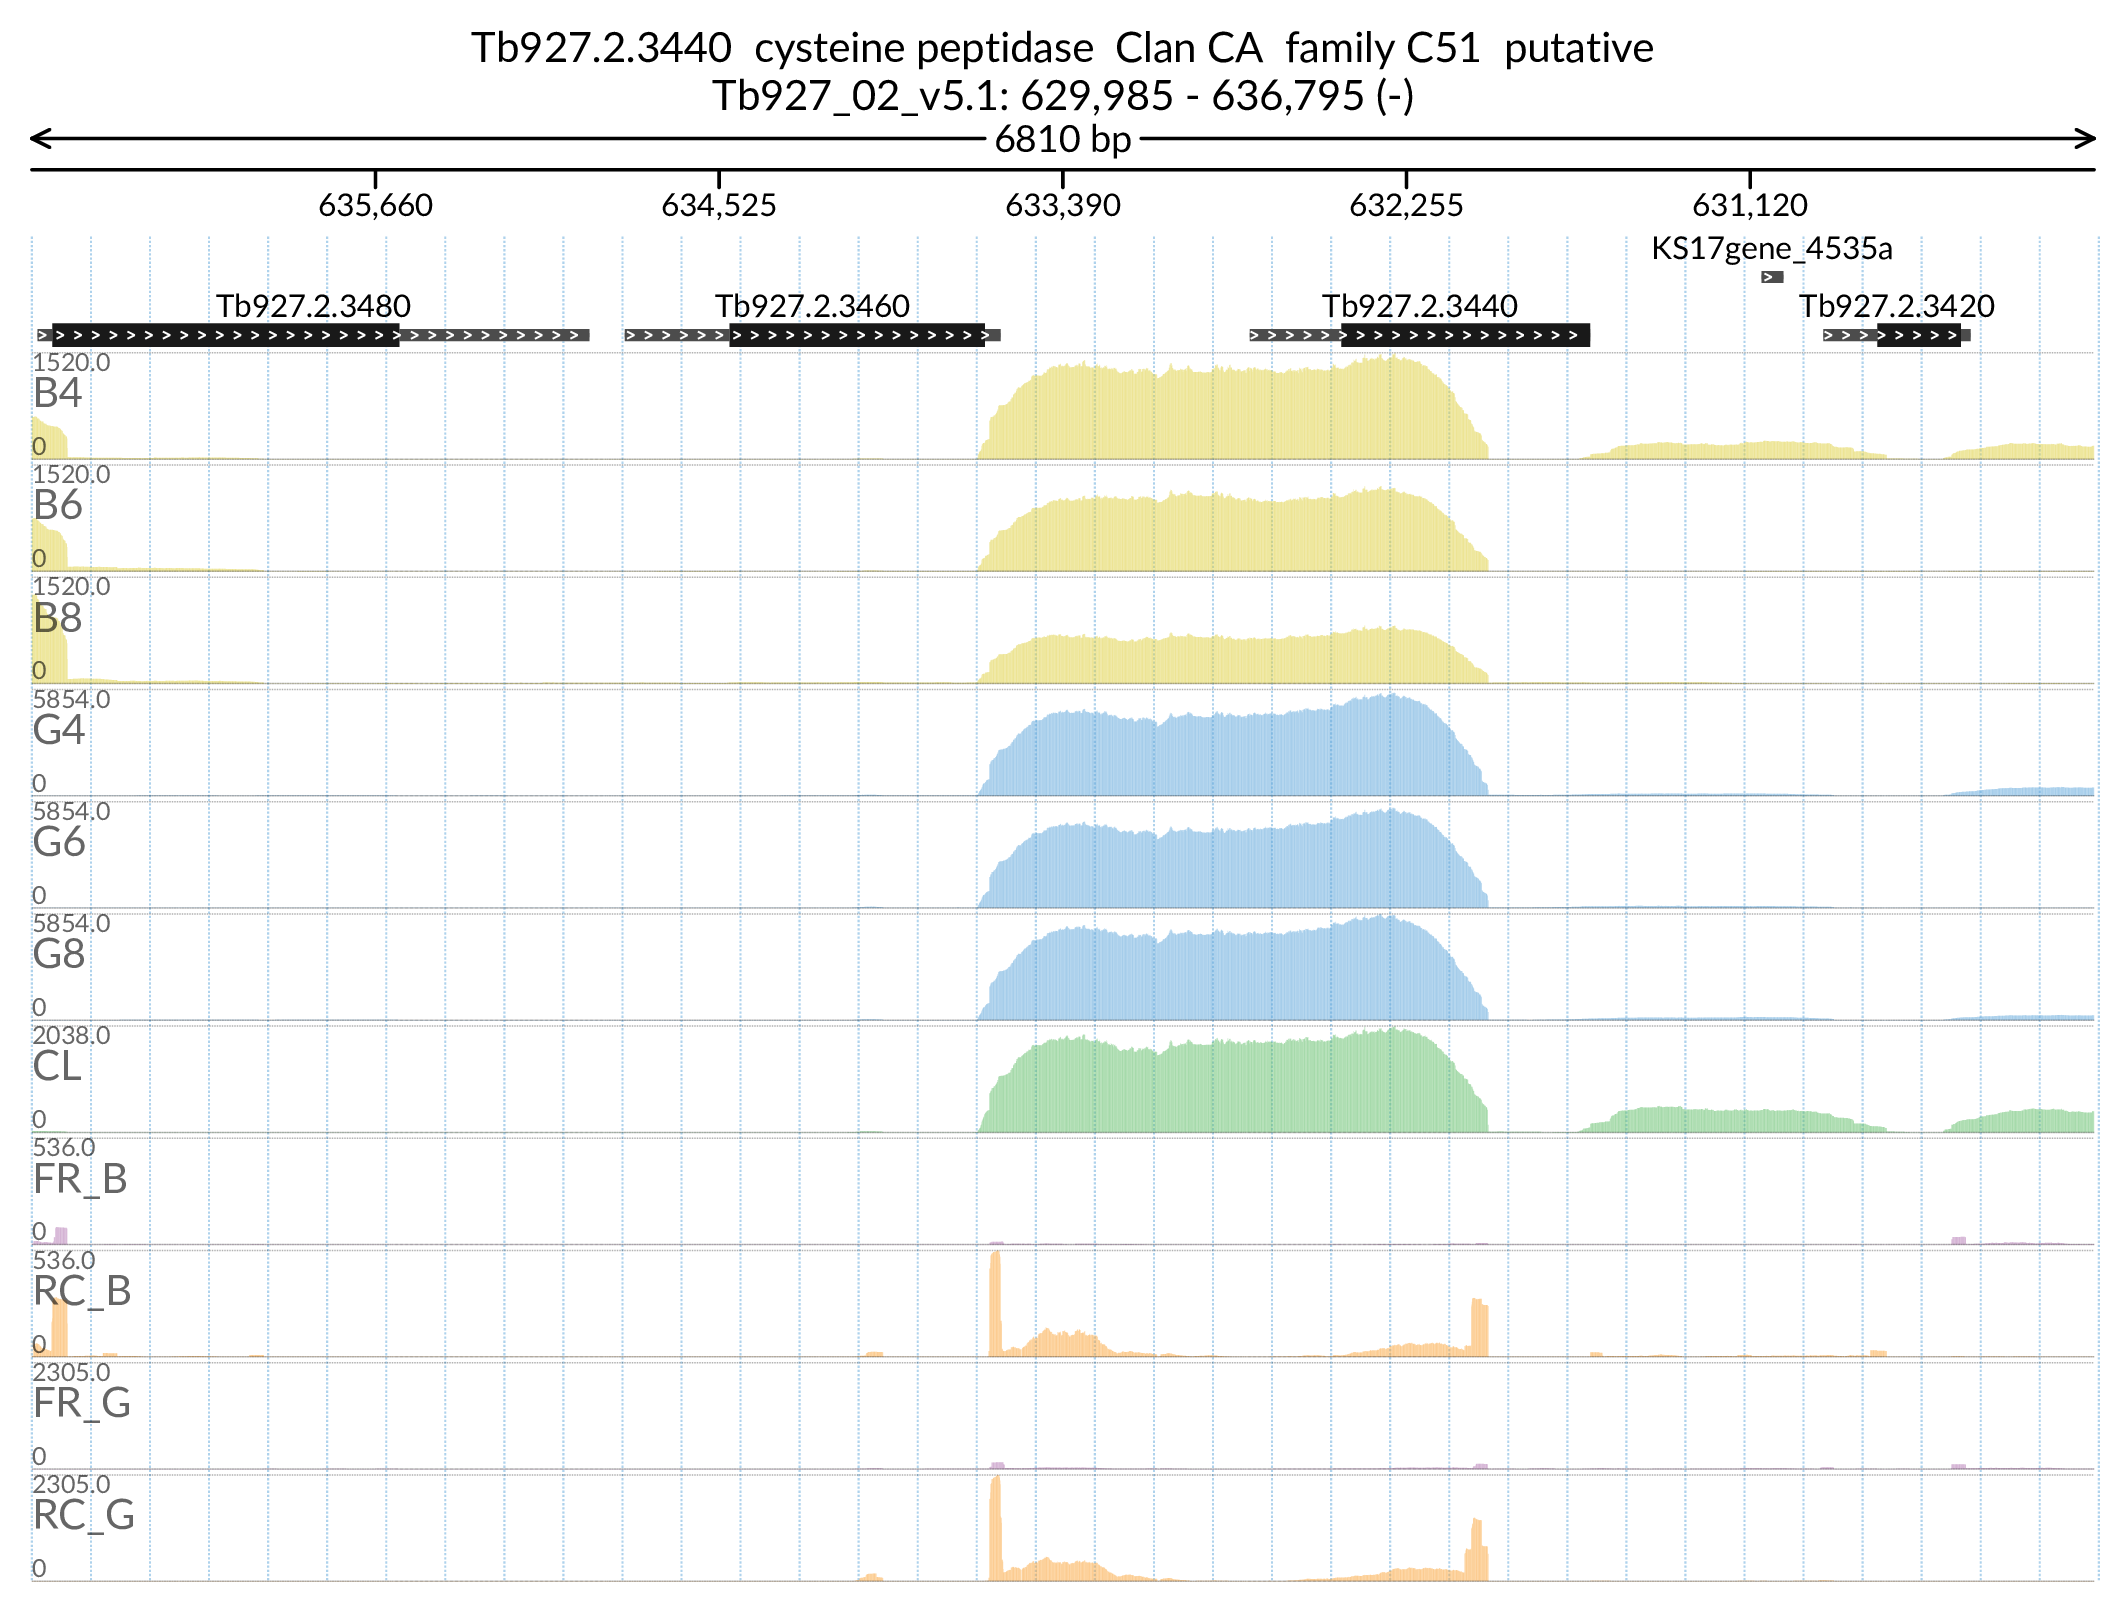 Tb927.2.3440  cysteine peptidase  Clan CA  family C51  putative
Tb927_02_v5.1: 629,985 - 636,795 (-)
6810 bp
635,660 634,525 633,390 632,255 631,120
KS17gene_4535a
Tb927.2.3480 Tb927.2.3460 Tb927.2.3440 Tb927.2.3420
1520.0
B4
0
1520.0
B6
0
1520.0
B8
0
5854.0
G4
0
5854.0
G6
0
5854.0
G8
0
2038.0
CL
0
536.0
FR_B
0
536.0
RC_B
0
2305.0
FR_G
0
2305.0
RC_G
0